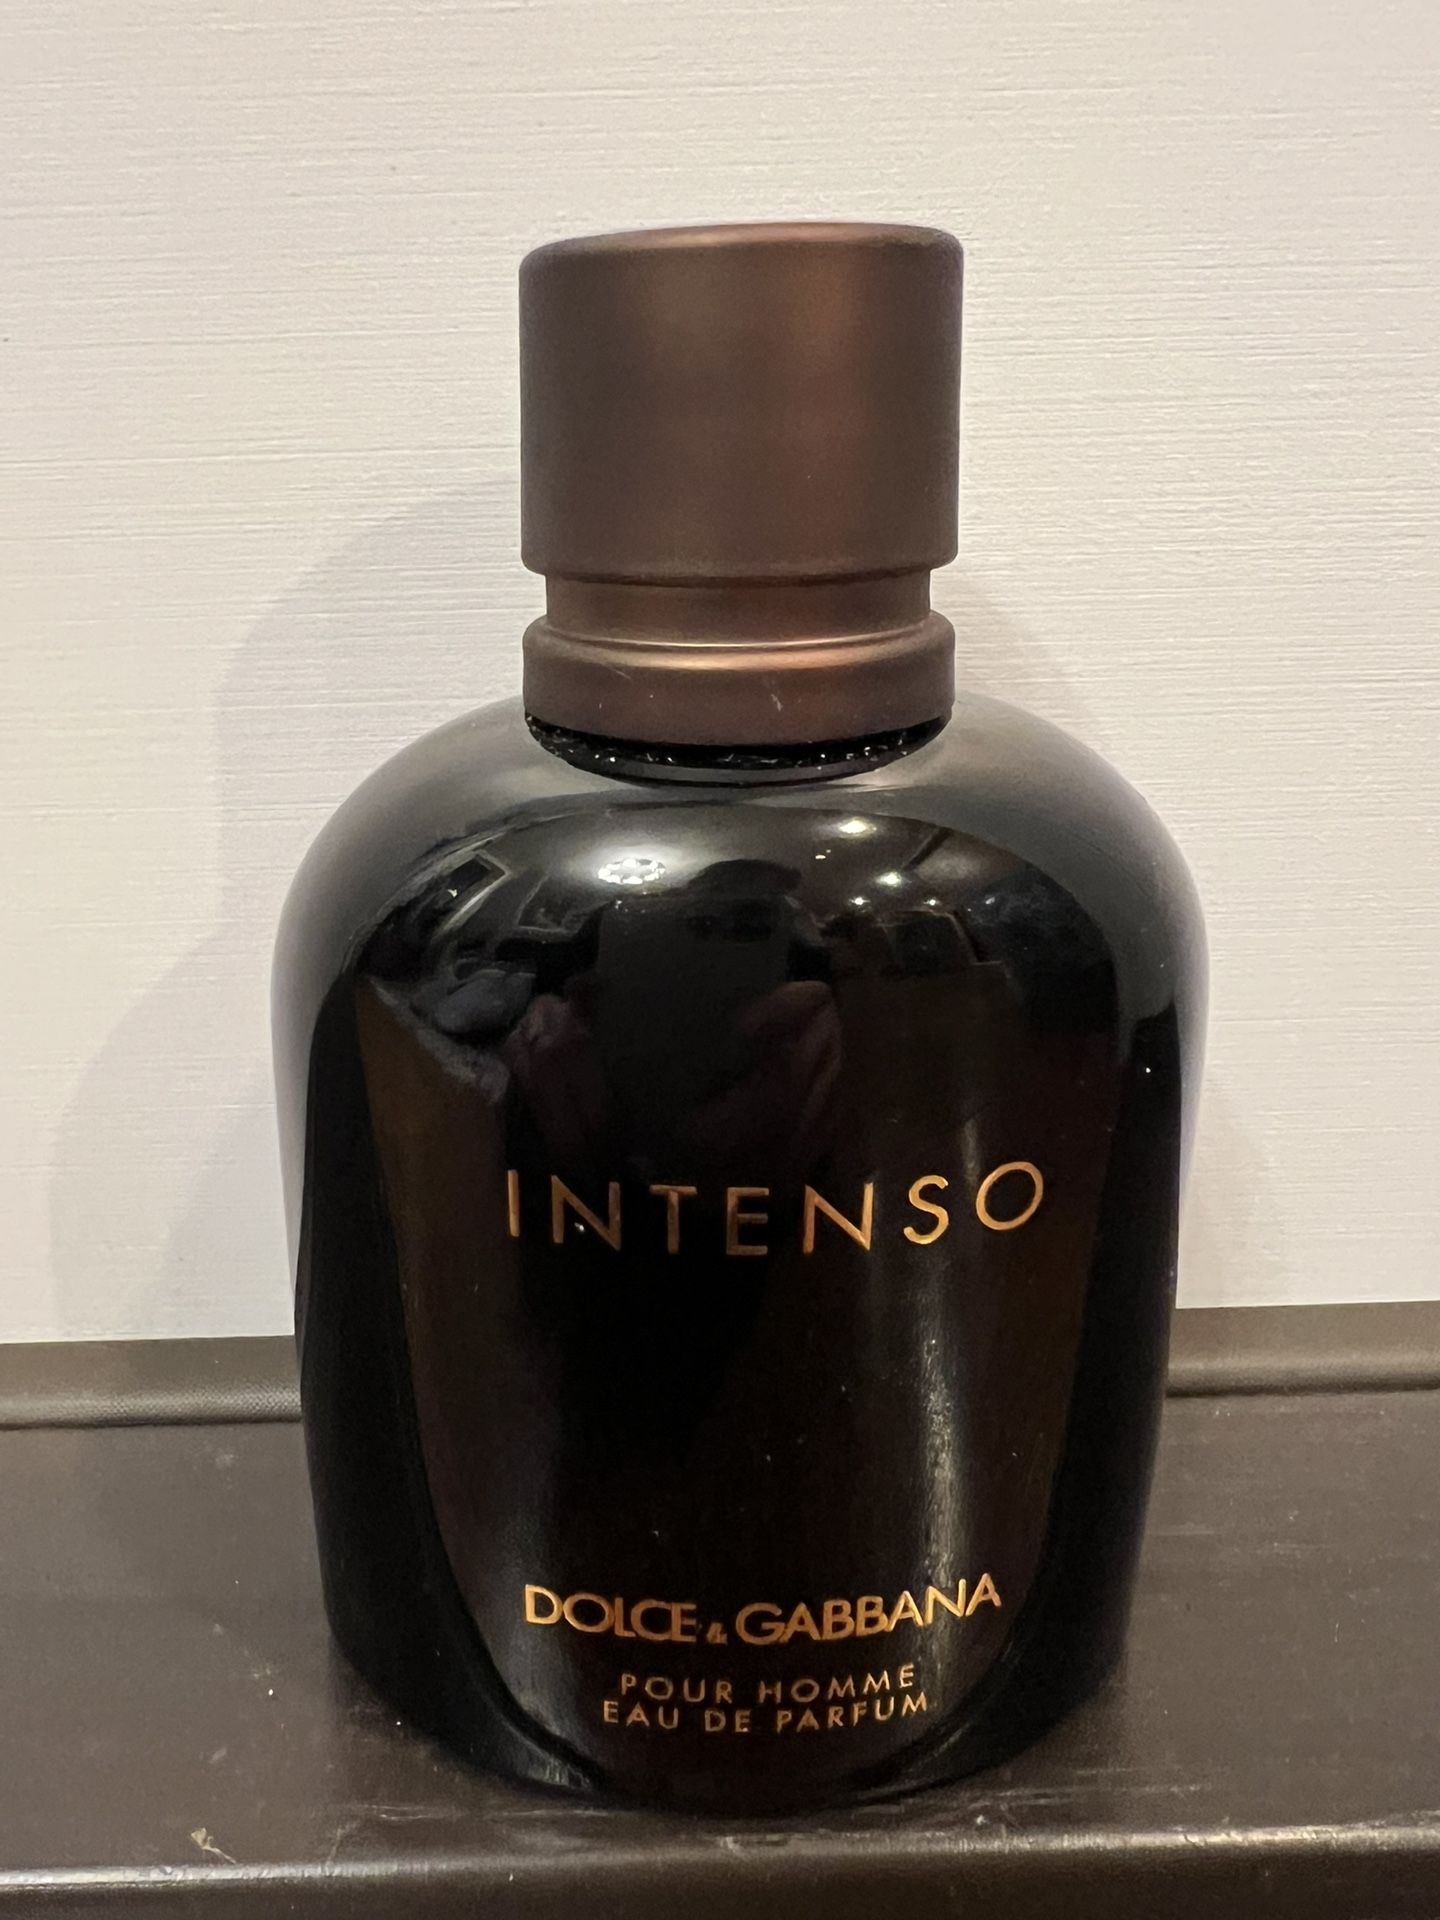 INTENSO
DOLCE & GABBANA
POUR HOMME
EAU DE PARFUM